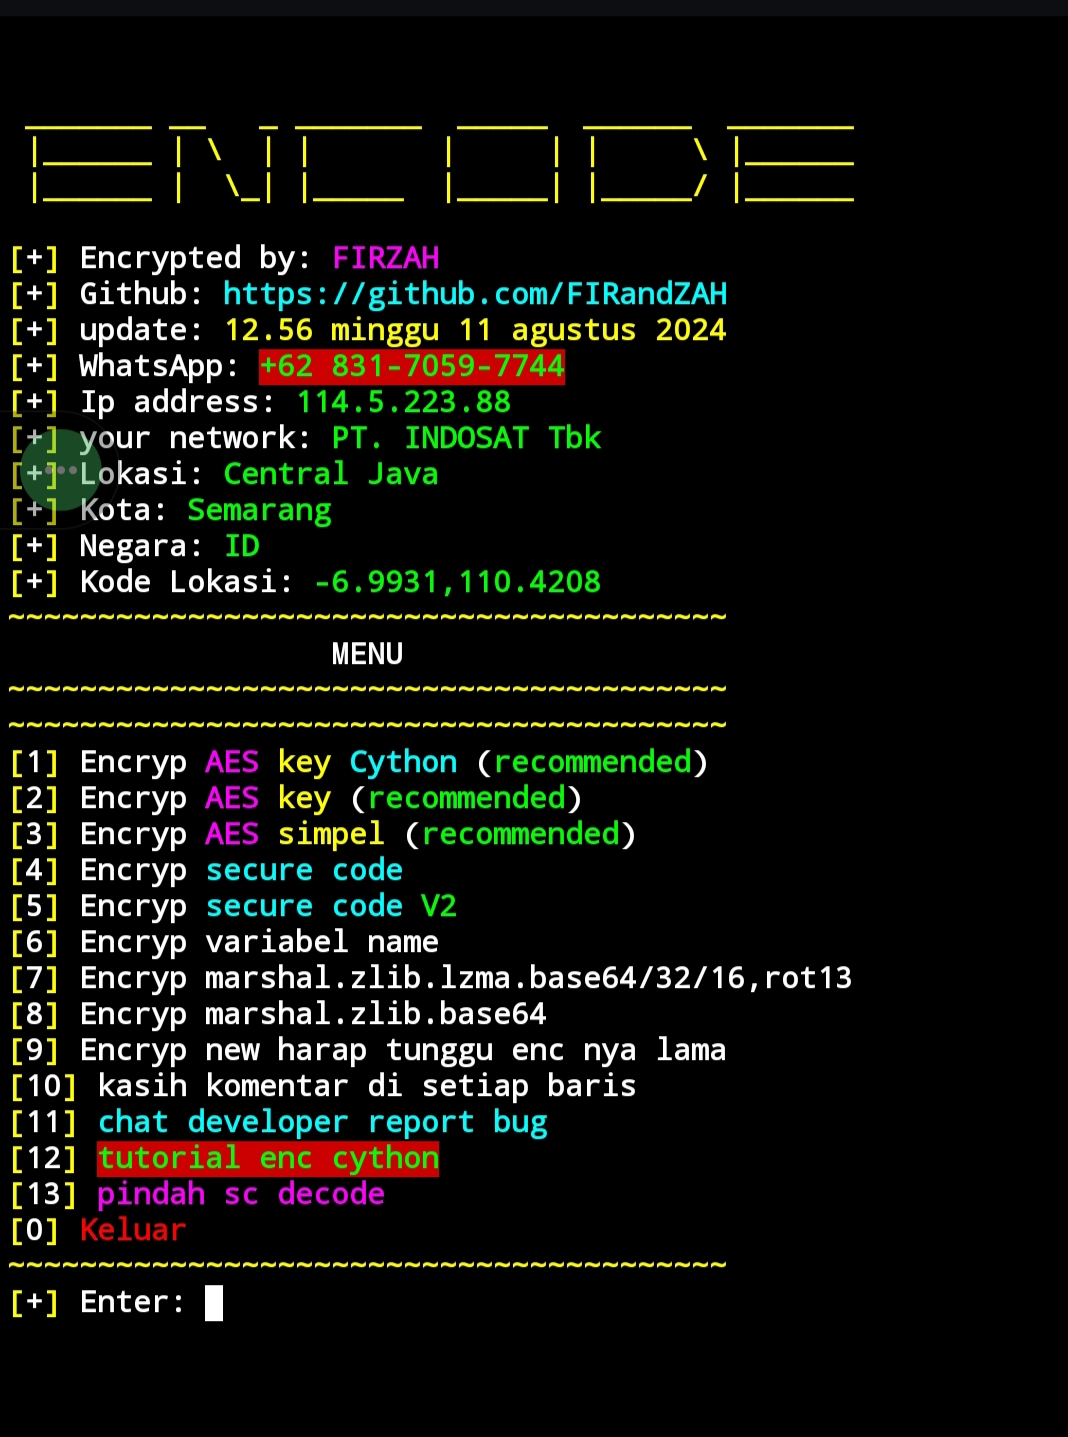 ENCODE
[+] Encrypted by: FIRZAH
[+] Github: https://github.com/FIRandZAH
[+] update: 12.56 minggu 11 agustus 2024
[+] WhatsApp: +62 831-7059-7744
[+] Ip address: 114.5.223.88
[+] your network: PT. INDOSAT Tbk
[+] Lokasi: Central Java
[+] Kota: Semarang
[+] Negara: ID
[+] Kode Lokasi: -6.9931,110.4208
~~~~~~~~~~~~~~~~~~~~~~~~~~~~~~~~~~~~~~~~
MENU
~~~~~~~~~~~~~~~~~~~~~~~~~~~~~~~~~~~~~~~~
~~~~~~~~~~~~~~~~~~~~~~~~~~~~~~~~~~~~~~~~
[1] Encryp AES key Cython (recommended)
[2] Encryp AES key (recommended)
[3] Encryp AES simpel (recommended)
[4] Encryp secure code
[5] Encryp secure code V2
[6] Encryp variabel name
[7] Encryp marshal.zlib.lzma.base64/32/16,rot13
[8] Encryp marshal.zlib.base64
[9] Encryp new harap tunggu enc nya lama
[10] kasih komentar di setiap baris
[11] chat developer report bug
[12] tutorial enc cython
[13] pindah sc decode
[0] Keluar
~~~~~~~~~~~~~~~~~~~~~~~~~~~~~~~~~~~~~~~~
[+] Enter: